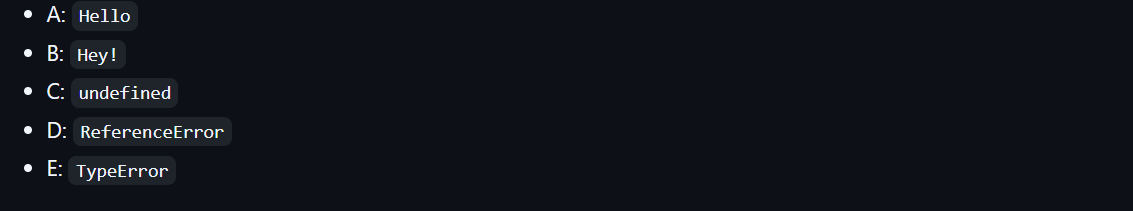 A: Hello
B: Hey!
C: undefined
D: ReferenceError
E: TypeError